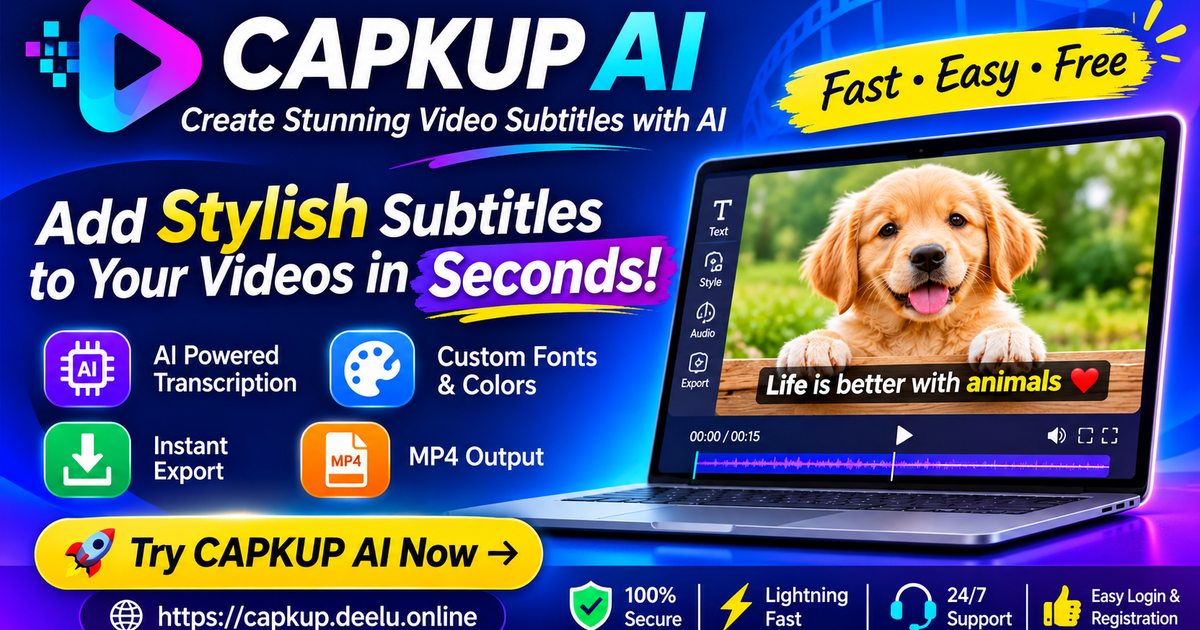 CAPKUP AI
Create Stunning Video Subtitles with AI
Fast • Easy • Free
Add Stylish Subtitles
to Your Videos in Seconds!
AI
AI Powered
Transcription
Custom Fonts
& Colors
Instant
Export
MP4
MP4 Output
Text
Style
Audio
Export
Life is better with animals ❤️
00:00 / 00:15
🚀 Try CAPKUP AI Now →
https://capkup.deelu.online
100%
Secure
Lightning
Fast
24/7
Support
Easy Login &
Registration